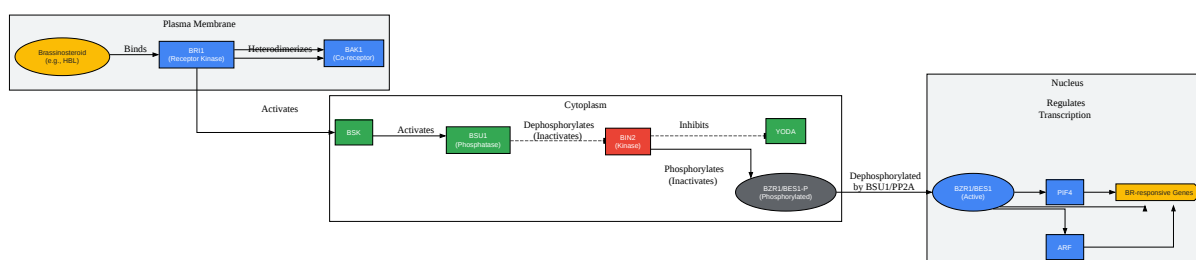 Plasma Membrane
Brassinosteroid
(e.g., HBL)
Binds
BRI1
(Receptor Kinase)
Heterodimerizes
BAK1
(Co-receptor)
Activates
Cytoplasm
BSK
Activates
BSU1
(Phosphatase)
Dephosphorylates
(Inactivates)
BIN2
(Kinase)
Inhibits
YODA
Phosphorylates
(Inactivates)
BZR1/BES1-P
(Phosphorylated)
Dephosphorylated
by BSU1/PP2A
Nucleus
Regulates
Transcription
BZR1/BES1
(Active)
PIF4
BR-responsive Genes
ARF